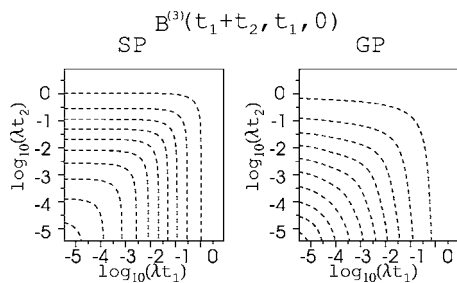 B⁽³⁾(t₁+t₂,t₁,0)
SP GP
log₁₀(λt₂)
0
-1
-2
-3
-4
-5
-5 -4 -3 -2 -1 0
log₁₀(λt₁)
log₁₀(λt₂)
0
-1
-2
-3
-4
-5
-5 -4 -3 -2 -1 0
log₁₀(λt₁)